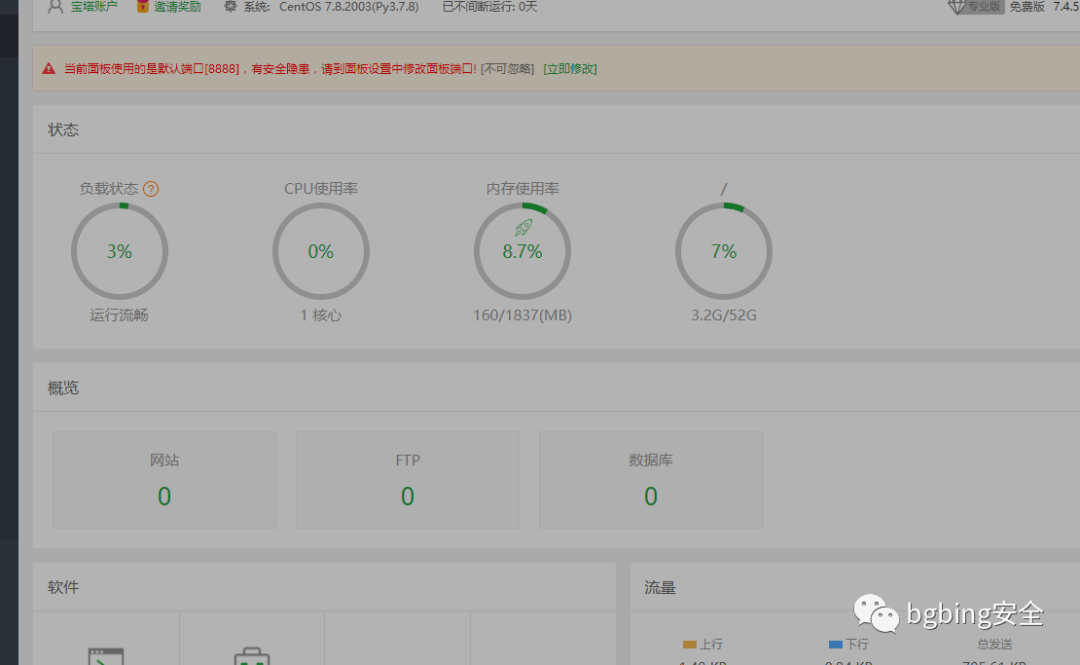 宝塔账户 邀请奖励 系统: CentOS 7.8.2003(Py3.7.8) 已不间断运行: 0天 专业版 免费版 7.4.5
当前面板使用的是默认端口[8888]，有安全隐患，请到面板设置中修改面板端口! [不可忽略] [立即修改]
状态
负载状态 ? CPU使用率 内存使用率 /
3% 0% 8.7% 7%
运行流畅 1 核心 160/1837(MB) 3.2G/52G
概览
网站 FTP 数据库
0 0 0
软件 流量
bgbing安全
上行 下行 总发送